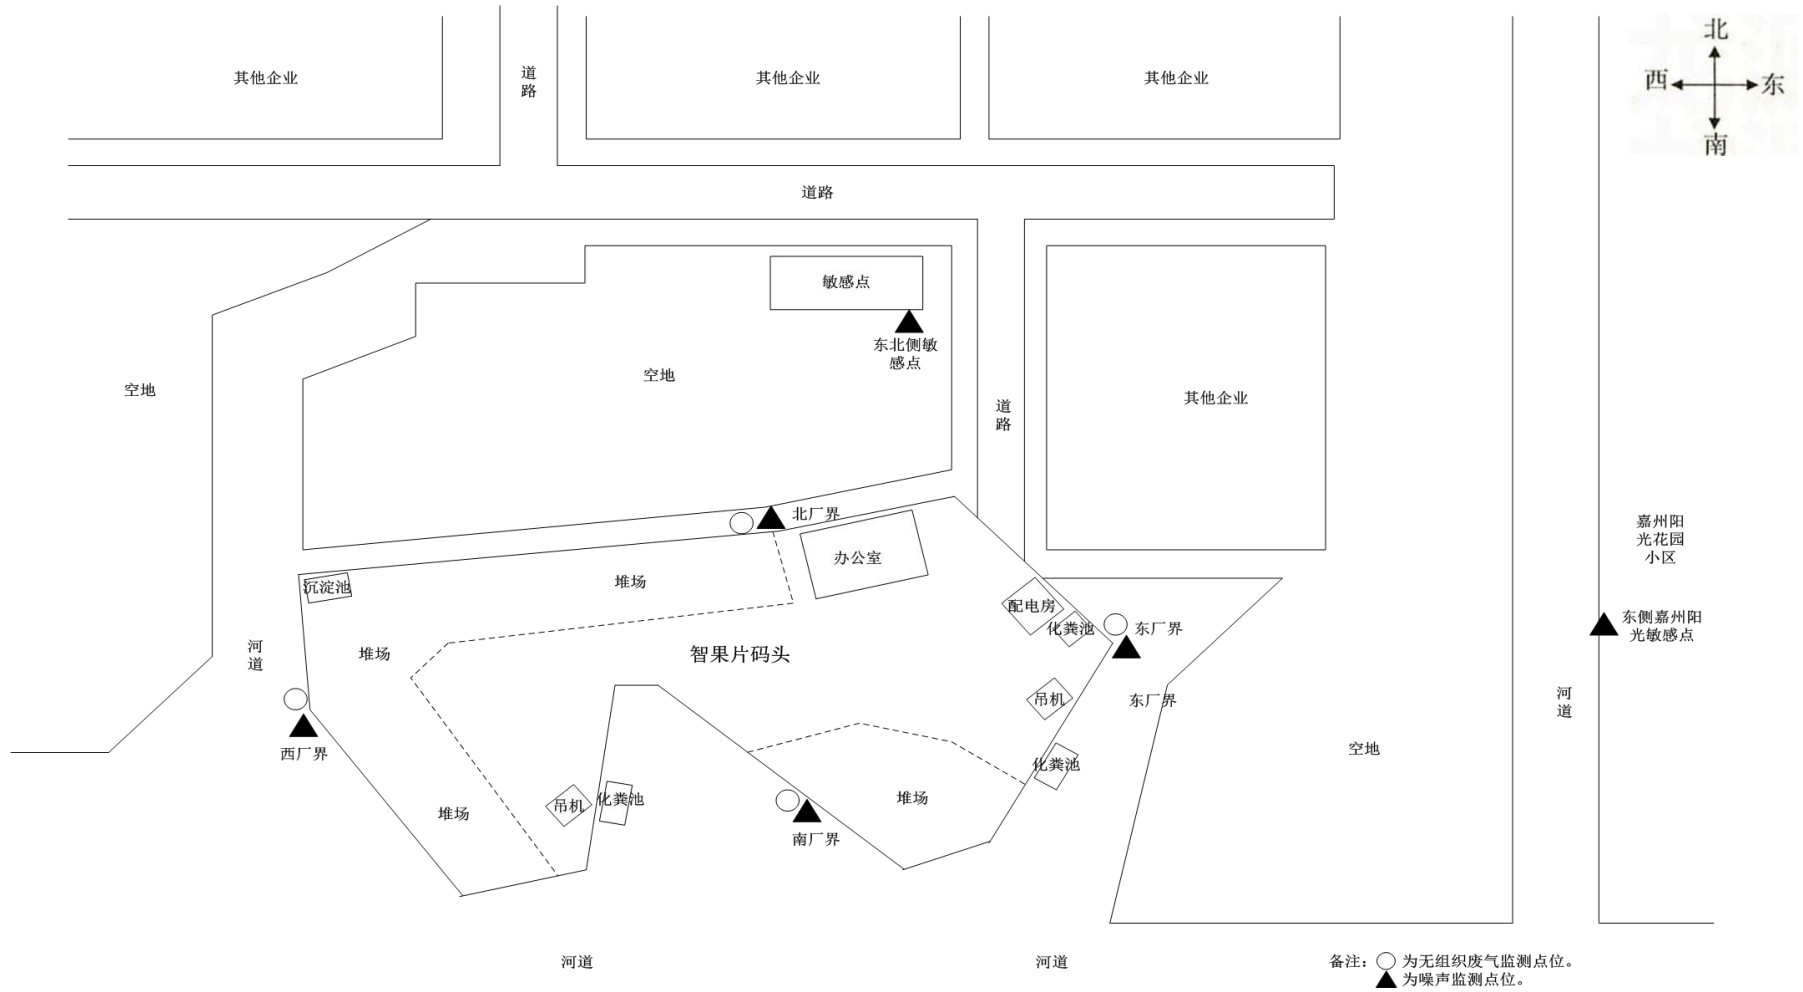 北
西
东
南
其他企业
道
路
其他企业
其他企业
道路
敏感点
东北侧敏
感点
空地
空地
道
路
其他企业
北厂界
办公室
沉淀池
堆场
配电房
化粪池
东厂界
嘉州阳
光花园
小区
东侧嘉州阳
光敏感点
河
道
堆场
智果片码头
吊机
东厂界
河
道
西厂界
空地
化粪池
堆场
吊机
化粪池
堆场
南厂界
河道
河道
备注：
为无组织废气监测点位。
为噪声监测点位。